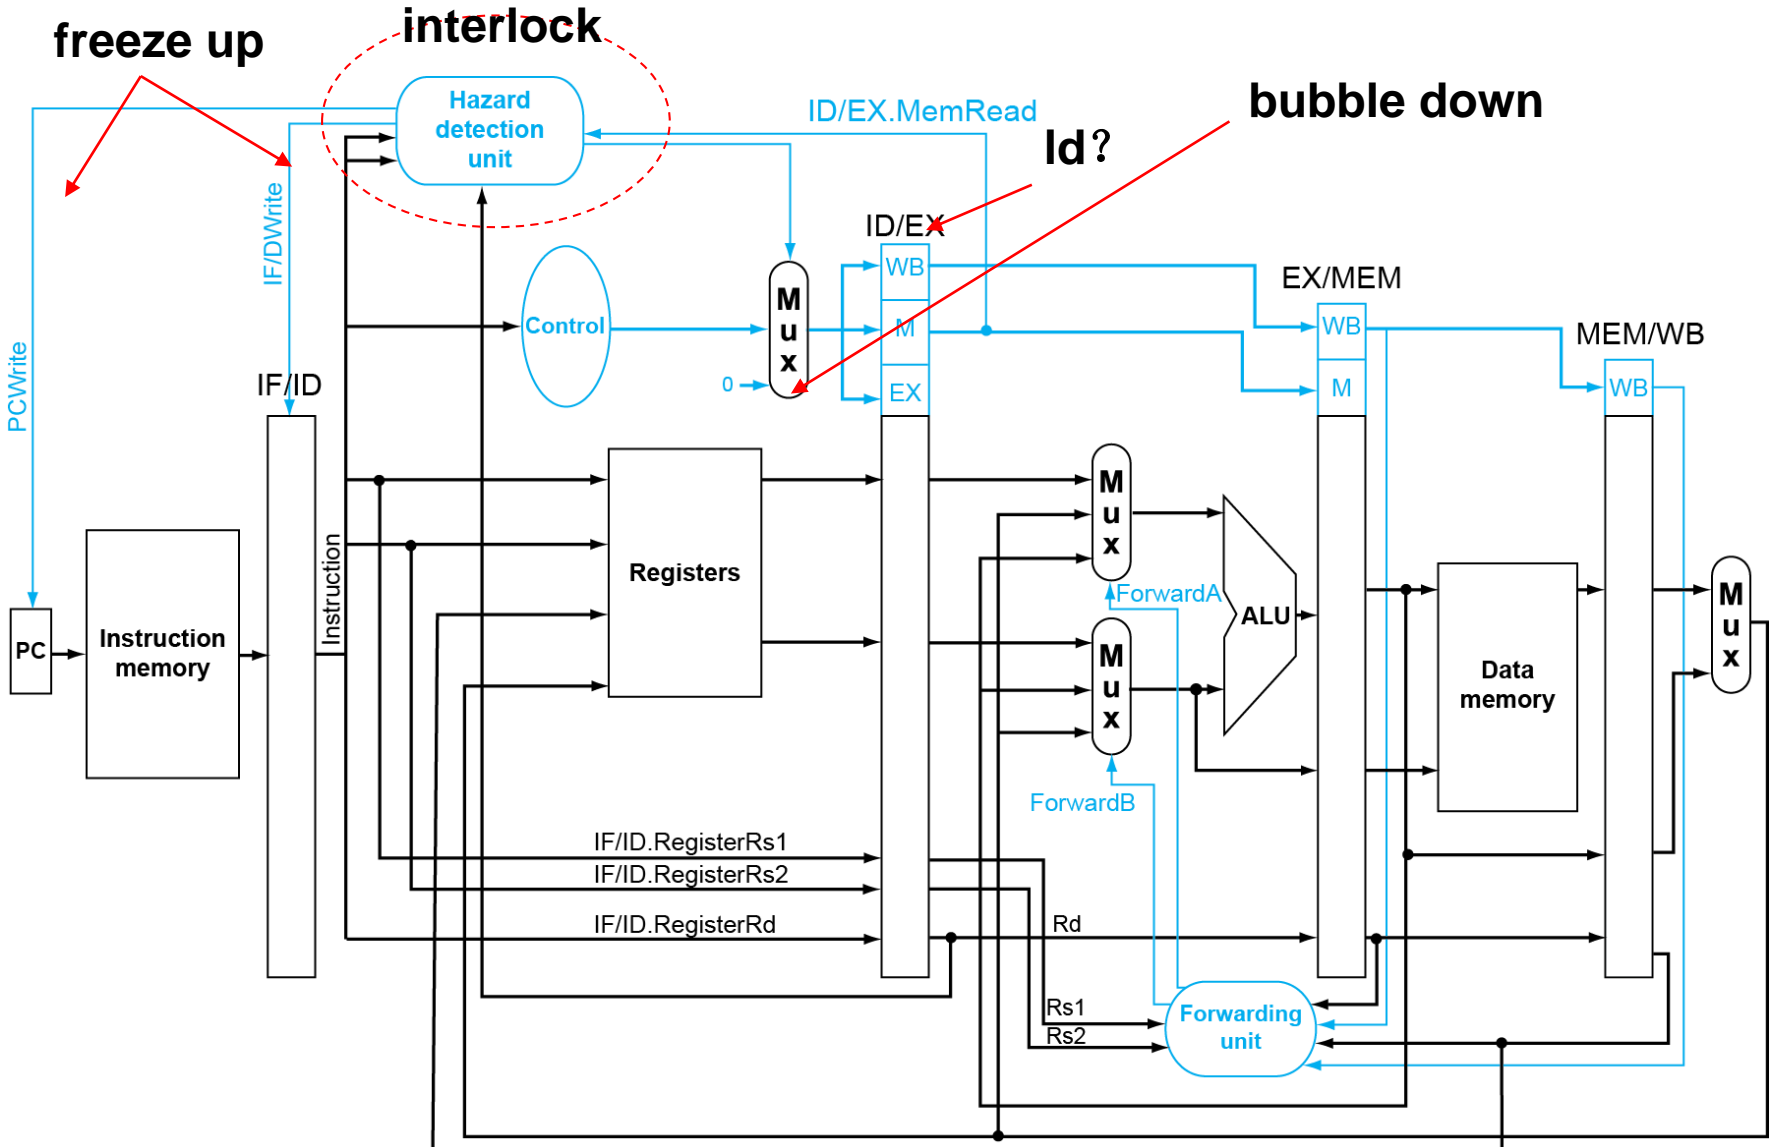 freeze up
interlock
bubble down
ld?
Hazard
detection
unit
ID/EX.MemRead
ID/EX
EX/MEM
MEM/WB
IF/ID
IF/DWrite
PCWrite
Control
0
M
u
x
WB
M
EX
WB
M
WB
PC
Instruction
memory
Instruction
Registers
M
u
x
ForwardA
M
u
x
ForwardB
ALU
Data
memory
M
u
x
IF/ID.RegisterRs1
IF/ID.RegisterRs2
IF/ID.RegisterRd
Rd
Rs1
Rs2
Forwarding
unit